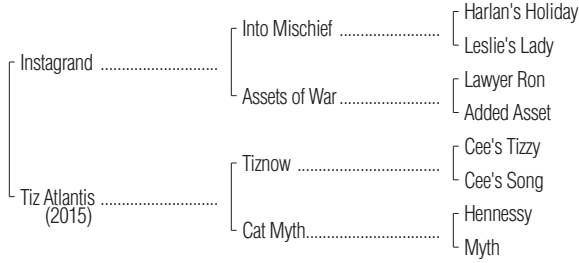 Harlan's Holiday
Into Mischief ......................
Leslie's Lady
Instagrand ..........................
Lawyer Ron
Assets of War......................
Added Asset
Cee's Tizzy
Tiznow ................................
Cee's Song
Tiz Atlantis ..........................
(2015)
Hennessy
Cat Myth..............................
Myth